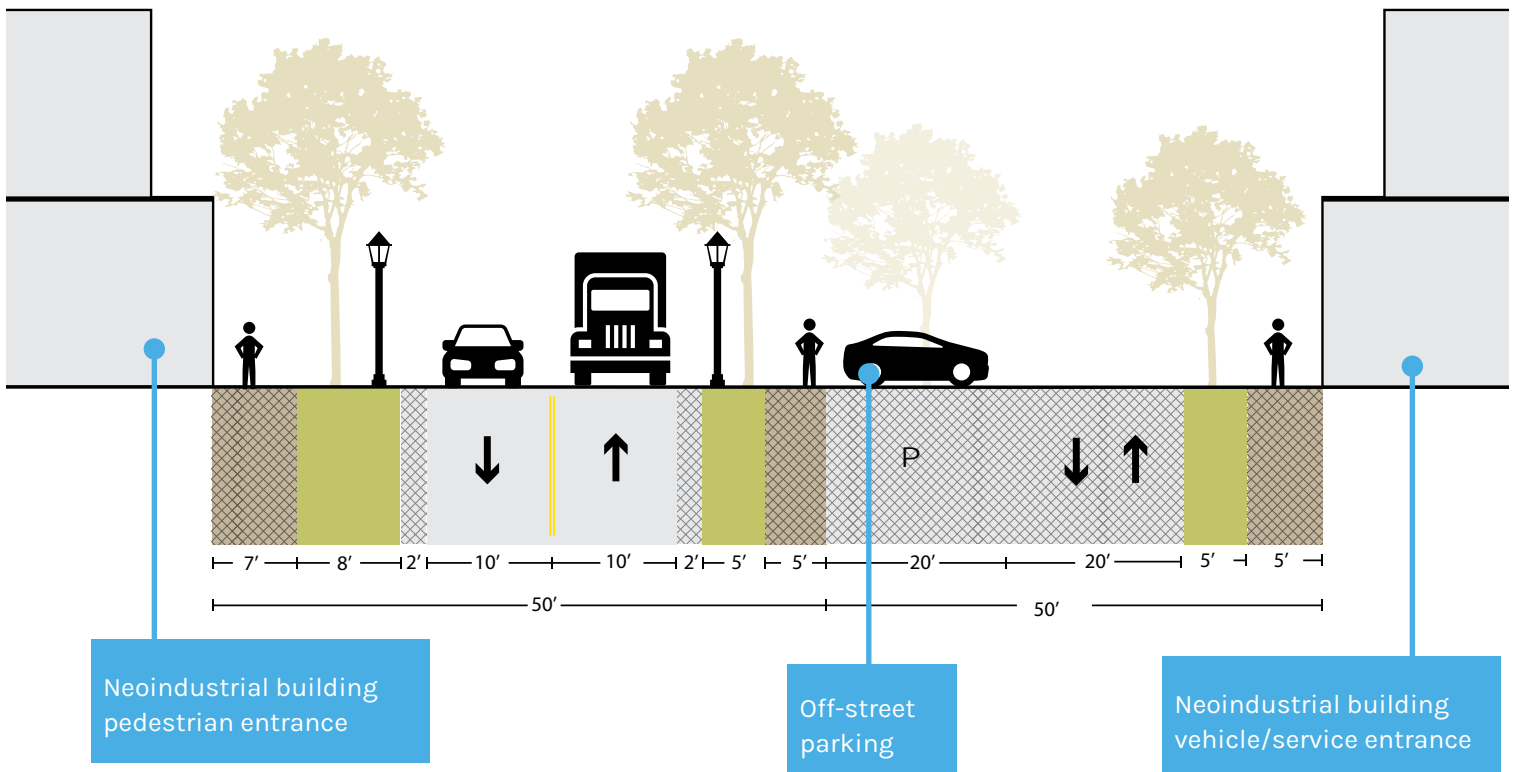 P
7’ 8’ 2’ 10’ 10’ 2’ 5’ 5’ 20’ 20’ 5’ 5’
50’ 50’
Neoindustrial building
pedestrian entrance
Off-street
parking
Neoindustrial building
vehicle/service entrance